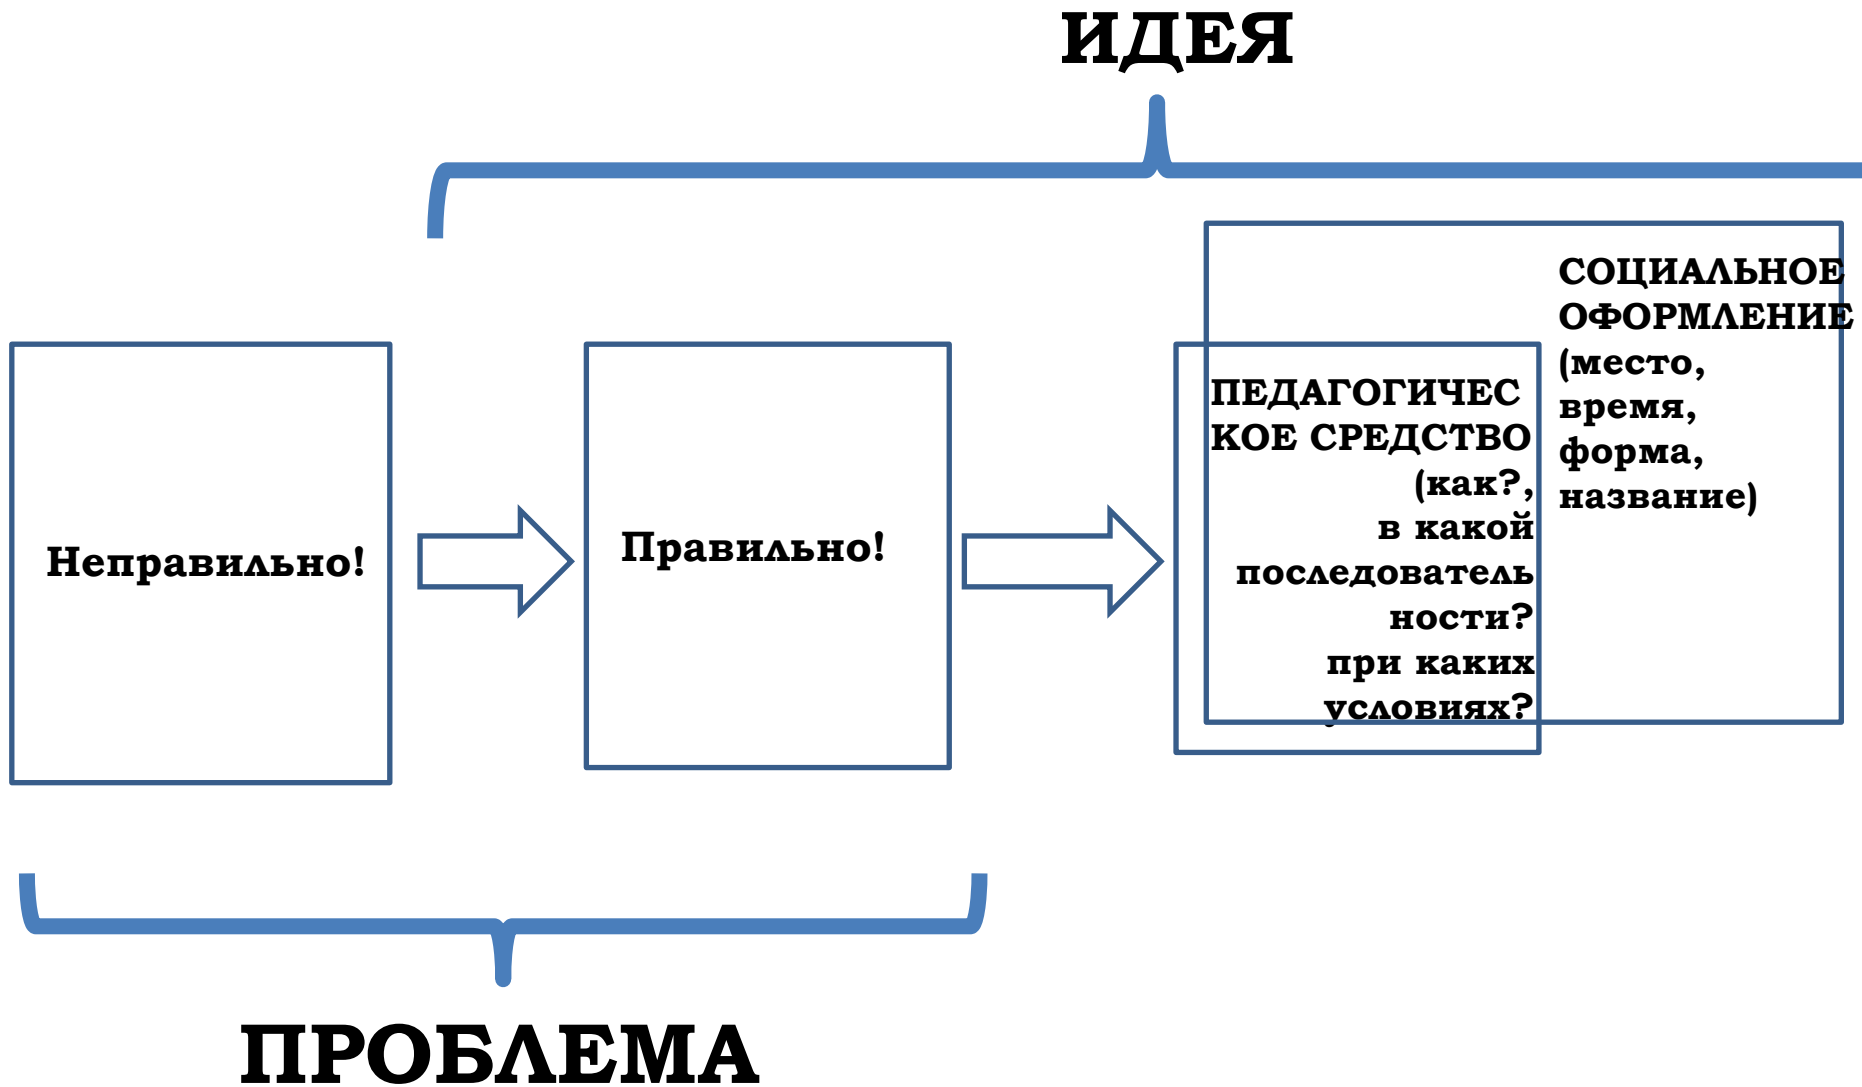 ИДЕЯ
Неправильно!
Правильно!
ПЕДАГОГИЧЕС
КОЕ СРЕДСТВО
(как?,
в какой
последователь
ности?
при каких
условиях?
СОЦИАЛЬНОЕ
ОФОРМЛЕНИЕ
(место,
время,
форма,
название)
ПРОБЛЕМА